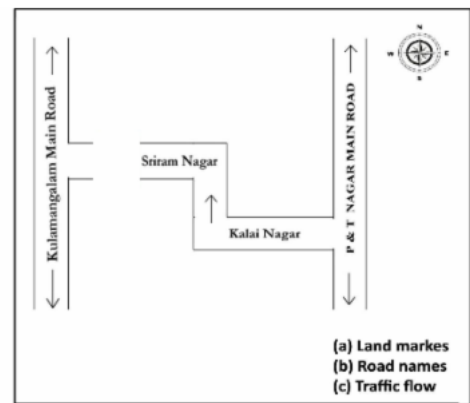 N
W E
S
Kulamangalam Main Road
Sriram Nagar
Kalai Nagar
P & T NAGAR MAIN ROAD
(a) Land markes
(b) Road names
(c) Traffic flow